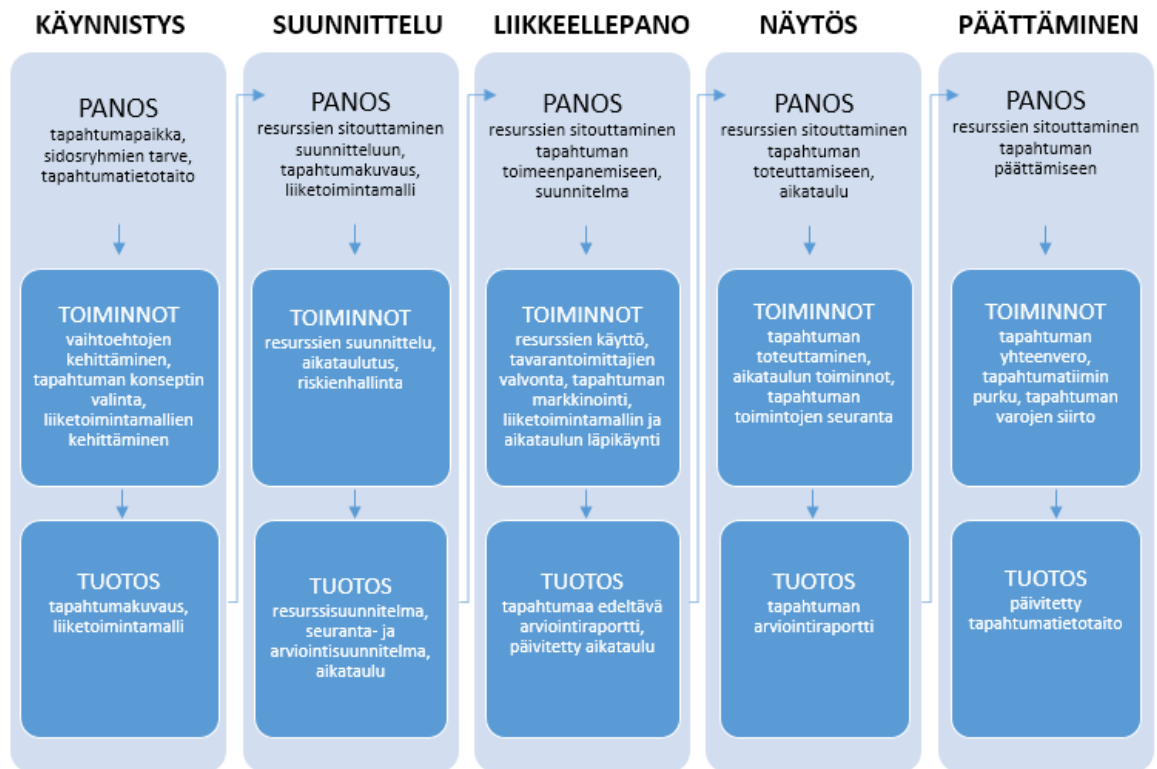 KÄYNNISTYS
PANOS
tapahtumapaikka,
sidosryhmien tarve,
tapahtumatietotaito
TOIMINNOT
vaihtoehtojen
kehittäminen,
tapahtuman konseptin
valinta,
liiketoimintamallien
kehittäminen
TUOTOS
tapahtumakuvaus,
liiketoimintamalli
SUUNNITTELU
PANOS
resurssien sitouttaminen
suunnitteluun,
tapahtumakuvaus,
liiketoimintamalli
TOIMINNOT
resurssien suunnittelu,
aikataulutus,
riskienhallinta
TUOTOS
resurssisuunnitelma,
seuranta- ja
arviointisuunnitelma,
aikataulu
LIIKKEELLEPANO
PANOS
resurssien sitouttaminen
tapahtuman
toimeenpanemiseen,
suunnitelma
TOIMINNOT
resurssien käyttö,
tavarantoimittajien
valvonta, tapahtuman
markkinointi,
liiketoimintamallin ja
aikataulun läpikäynti
TUOTOS
tapahtumaa edeltävä
arviointiraportti,
päivitetty aikataulu
NÄYTÖS
PANOS
resurssien sitouttaminen
tapahtuman
toteuttamiseen,
aikataulu
TOIMINNOT
tapahtuman
toteuttaminen,
aikataulun toiminnot,
tapahtuman
toimintojen seuranta
TUOTOS
tapahtuman
arviointiraportti
PÄÄTTÄMINEN
PANOS
resurssien sitouttaminen
tapahtuman
päättämiseen
TOIMINNOT
tapahtuman
yhteenvero,
tapahtumatiimin
purku, tapahtuman
varojen siirto
TUOTOS
päivitetty
tapahtumatietotaito